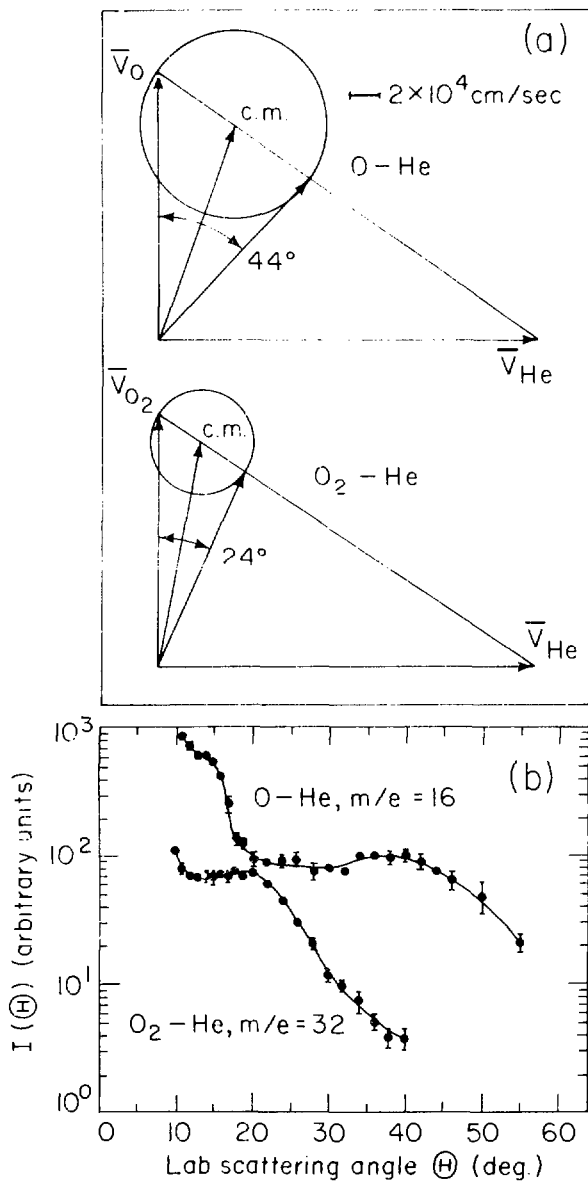 (a)
V̅O
c.m.
2×10⁴ cm/sec
O–He
44°
V̅He
V̅O₂
c.m.
O₂–He
24°
V̅He
10³
10²
10¹
10⁰
I(Ⓗ) (arbitrary units)
(b)
O–He, m/e = 16
O₂–He, m/e = 32
0 10 20 30 40 50 60
Lab scattering angle Ⓗ (deg.)